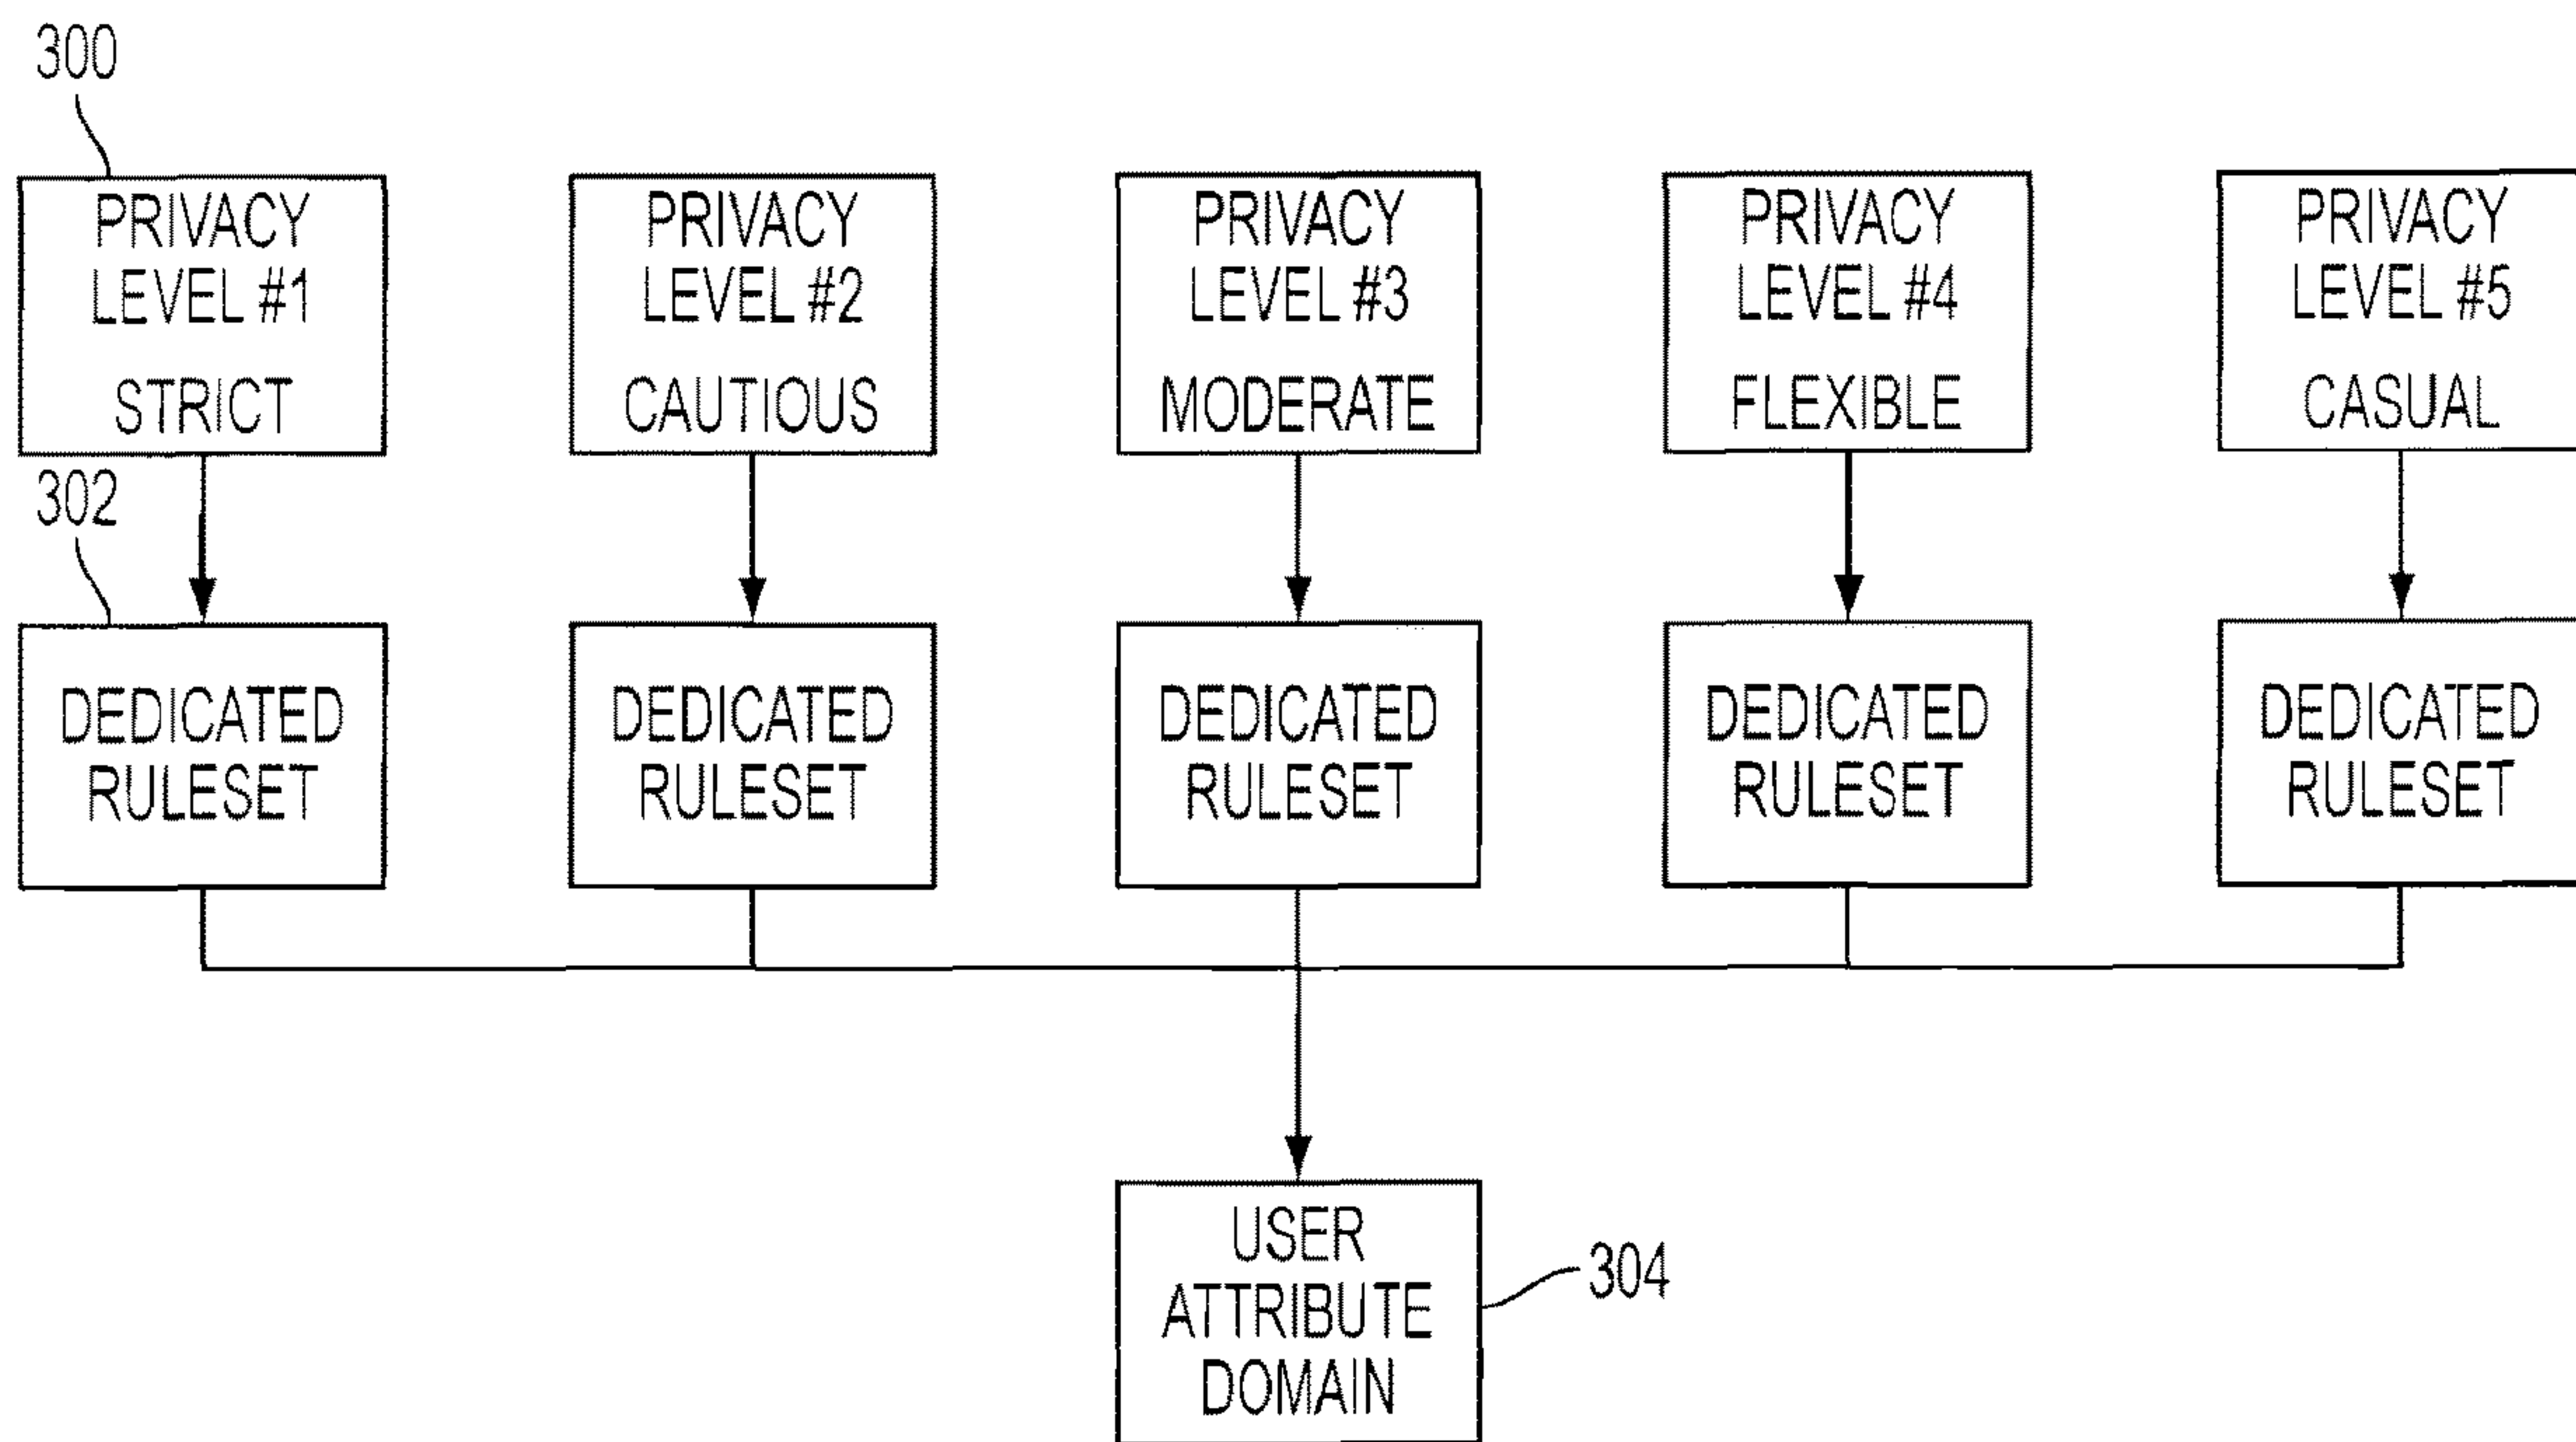 300
PRIVACY
LEVEL #1
STRICT
PRIVACY
LEVEL #2
CAUTIOUS
PRIVACY
LEVEL #3
MODERATE
PRIVACY
LEVEL #4
FLEXIBLE
PRIVACY
LEVEL #5
CASUAL
302
DEDICATED
RULESET
DEDICATED
RULESET
DEDICATED
RULESET
DEDICATED
RULESET
DEDICATED
RULESET
USER
ATTRIBUTE
DOMAIN
304